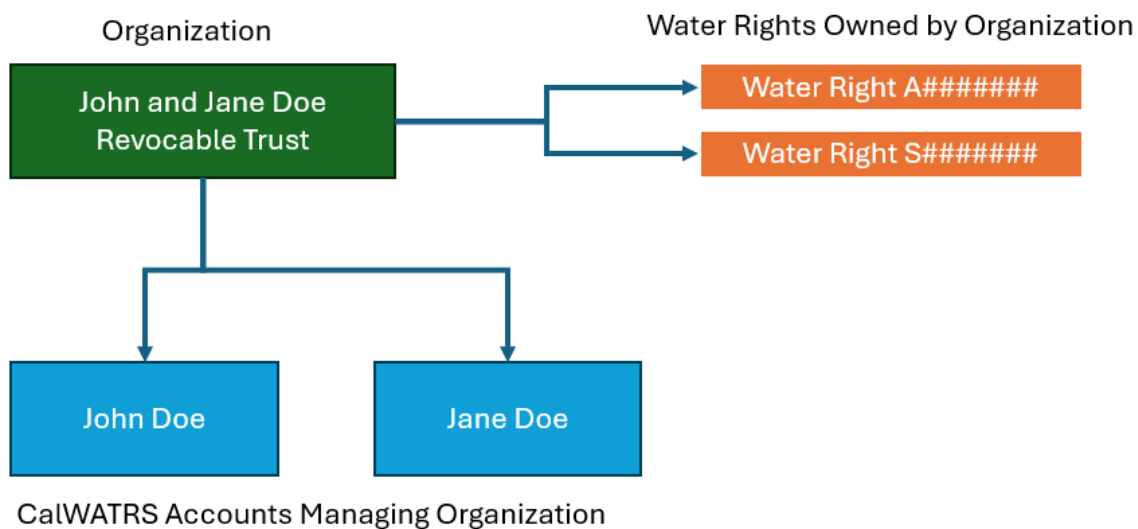 Organization
Water Rights Owned by Organization
John and Jane Doe
Revocable Trust
Water Right A#######
Water Right S#######
John Doe
Jane Doe
CalWATRS Accounts Managing Organization